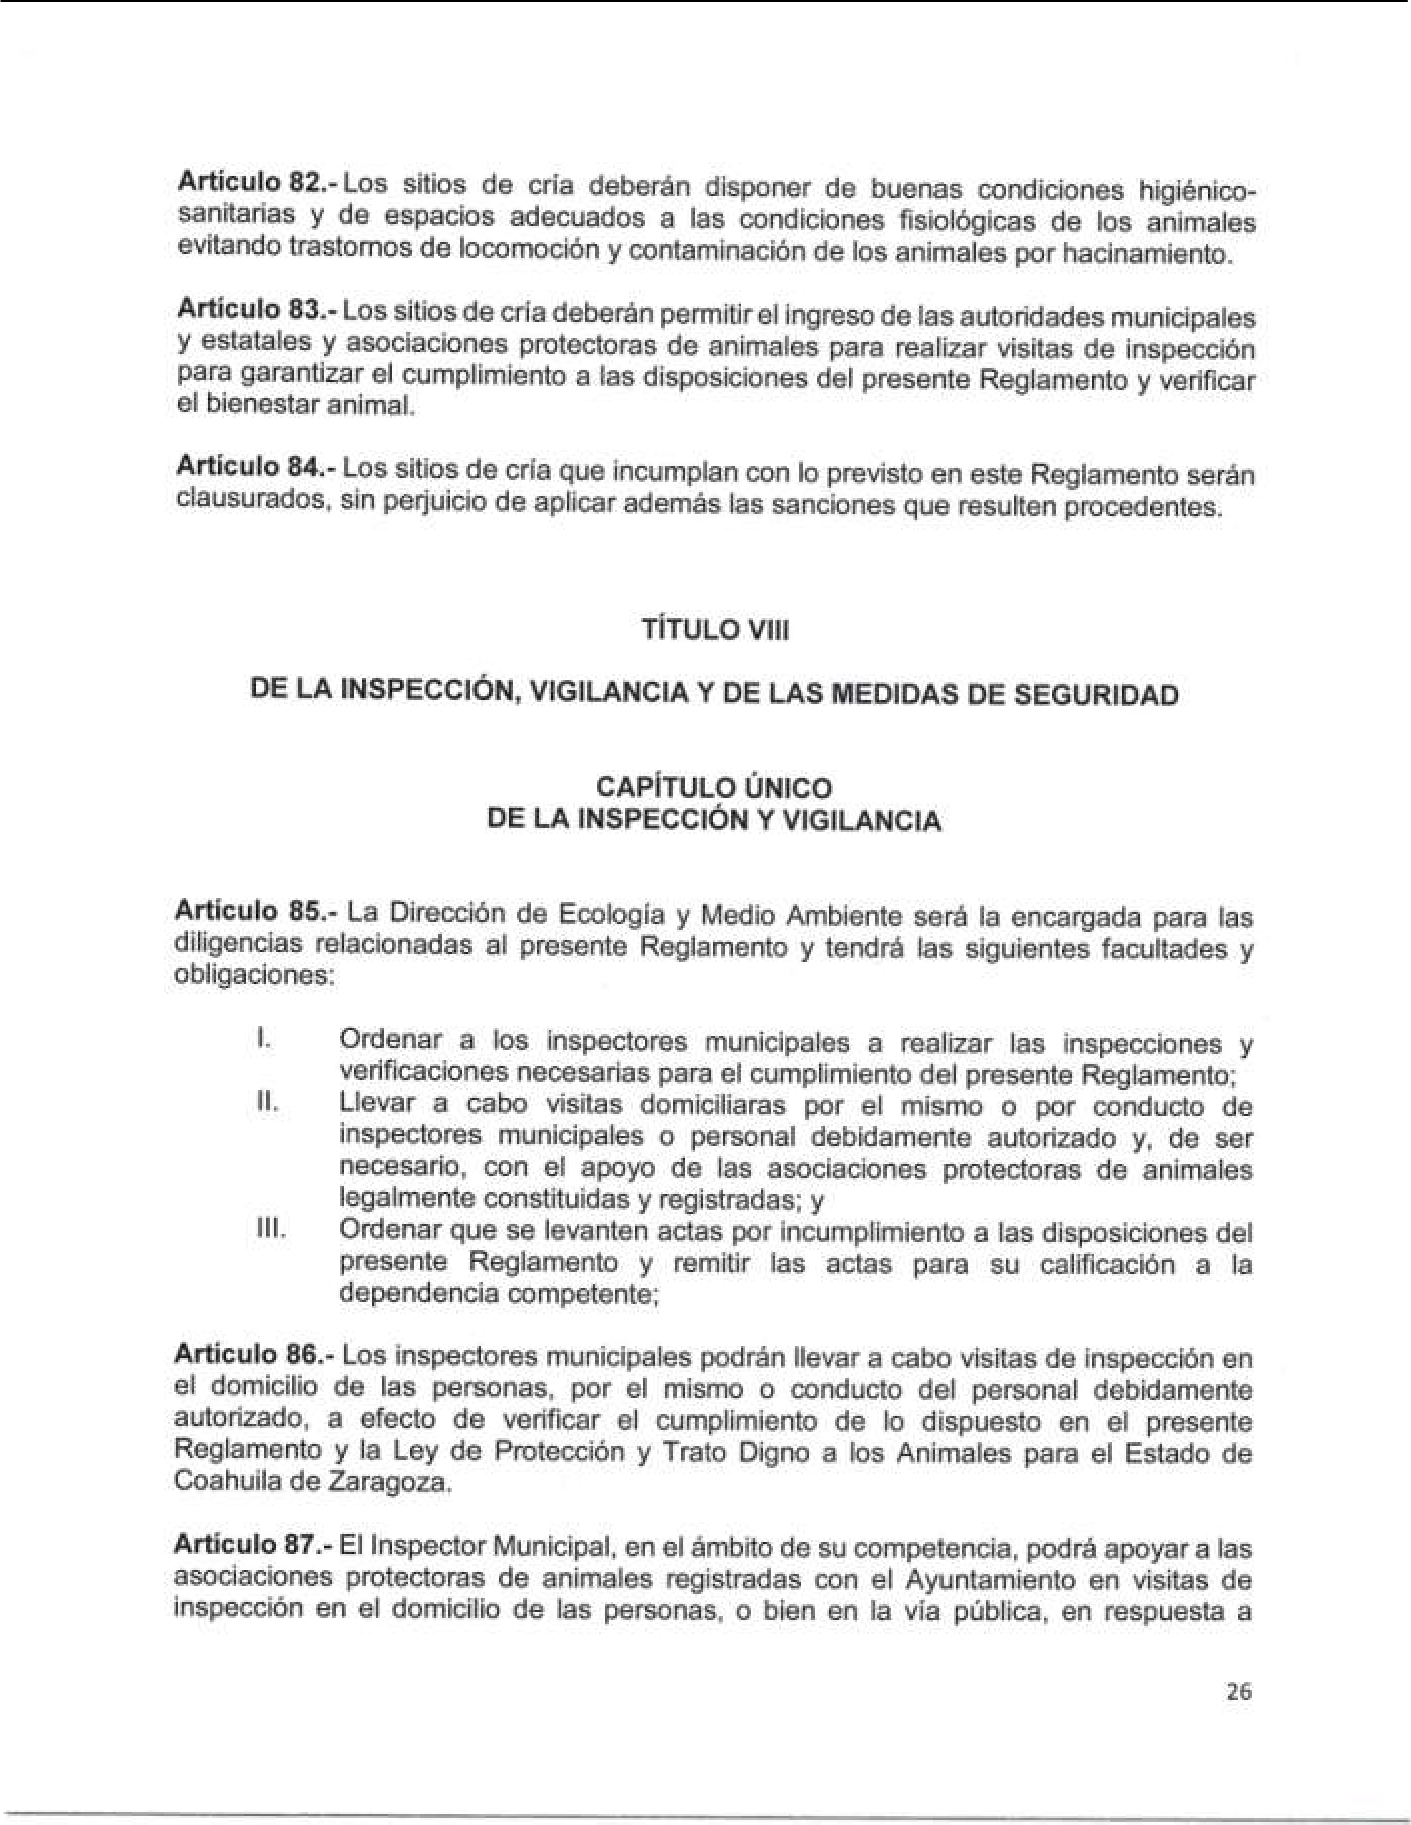 Artículo 82.- Los sitios de cría deberán disponer de buenas condiciones higiénico-
sanitarias y de espacios adecuados a las condiciones fisiológicas de los animales
evitando trastornos de locomoción y contaminación de los animales por hacinamiento.
Artículo 83.- Los sitios de cría deberán permitir el ingreso de las autoridades municipales
y estatales y asociaciones protectoras de animales para realizar visitas de inspección
para garantizar el cumplimiento a las disposiciones del presente Reglamento y verificar
el bienestar animal.
Artículo 84.- Los sitios de cría que incumplan con lo previsto en este Reglamento serán
clausurados, sin perjuicio de aplicar además las sanciones que resulten procedentes.
TÍTULO VIII
DE LA INSPECCIÓN, VIGILANCIA Y DE LAS MEDIDAS DE SEGURIDAD
CAPÍTULO ÚNICO
DE LA INSPECCIÓN Y VIGILANCIA
Artículo 85.- La Dirección de Ecología y Medio Ambiente será la encargada para las
diligencias relacionadas al presente Reglamento y tendrá las siguientes facultades y
obligaciones:
I. Ordenar a los inspectores municipales a realizar las inspecciones y
verificaciones necesarias para el cumplimiento del presente Reglamento;
II. Llevar a cabo visitas domiciliaras por el mismo o por conducto de
inspectores municipales o personal debidamente autorizado y, de ser
necesario, con el apoyo de las asociaciones protectoras de animales
legalmente constituidas y registradas; y
III. Ordenar que se levanten actas por incumplimiento a las disposiciones del
presente Reglamento y remitir las actas para su calificación a la
dependencia competente;
Artículo 86.- Los inspectores municipales podrán llevar a cabo visitas de inspección en
el domicilio de las personas, por el mismo o conducto del personal debidamente
autorizado, a efecto de verificar el cumplimiento de lo dispuesto en el presente
Reglamento y la Ley de Protección y Trato Digno a los Animales para el Estado de
Coahuila de Zaragoza.
Artículo 87.- El Inspector Municipal, en el ámbito de su competencia, podrá apoyar a las
asociaciones protectoras de animales registradas con el Ayuntamiento en visitas de
inspección en el domicilio de las personas, o bien en la vía pública, en respuesta a
26